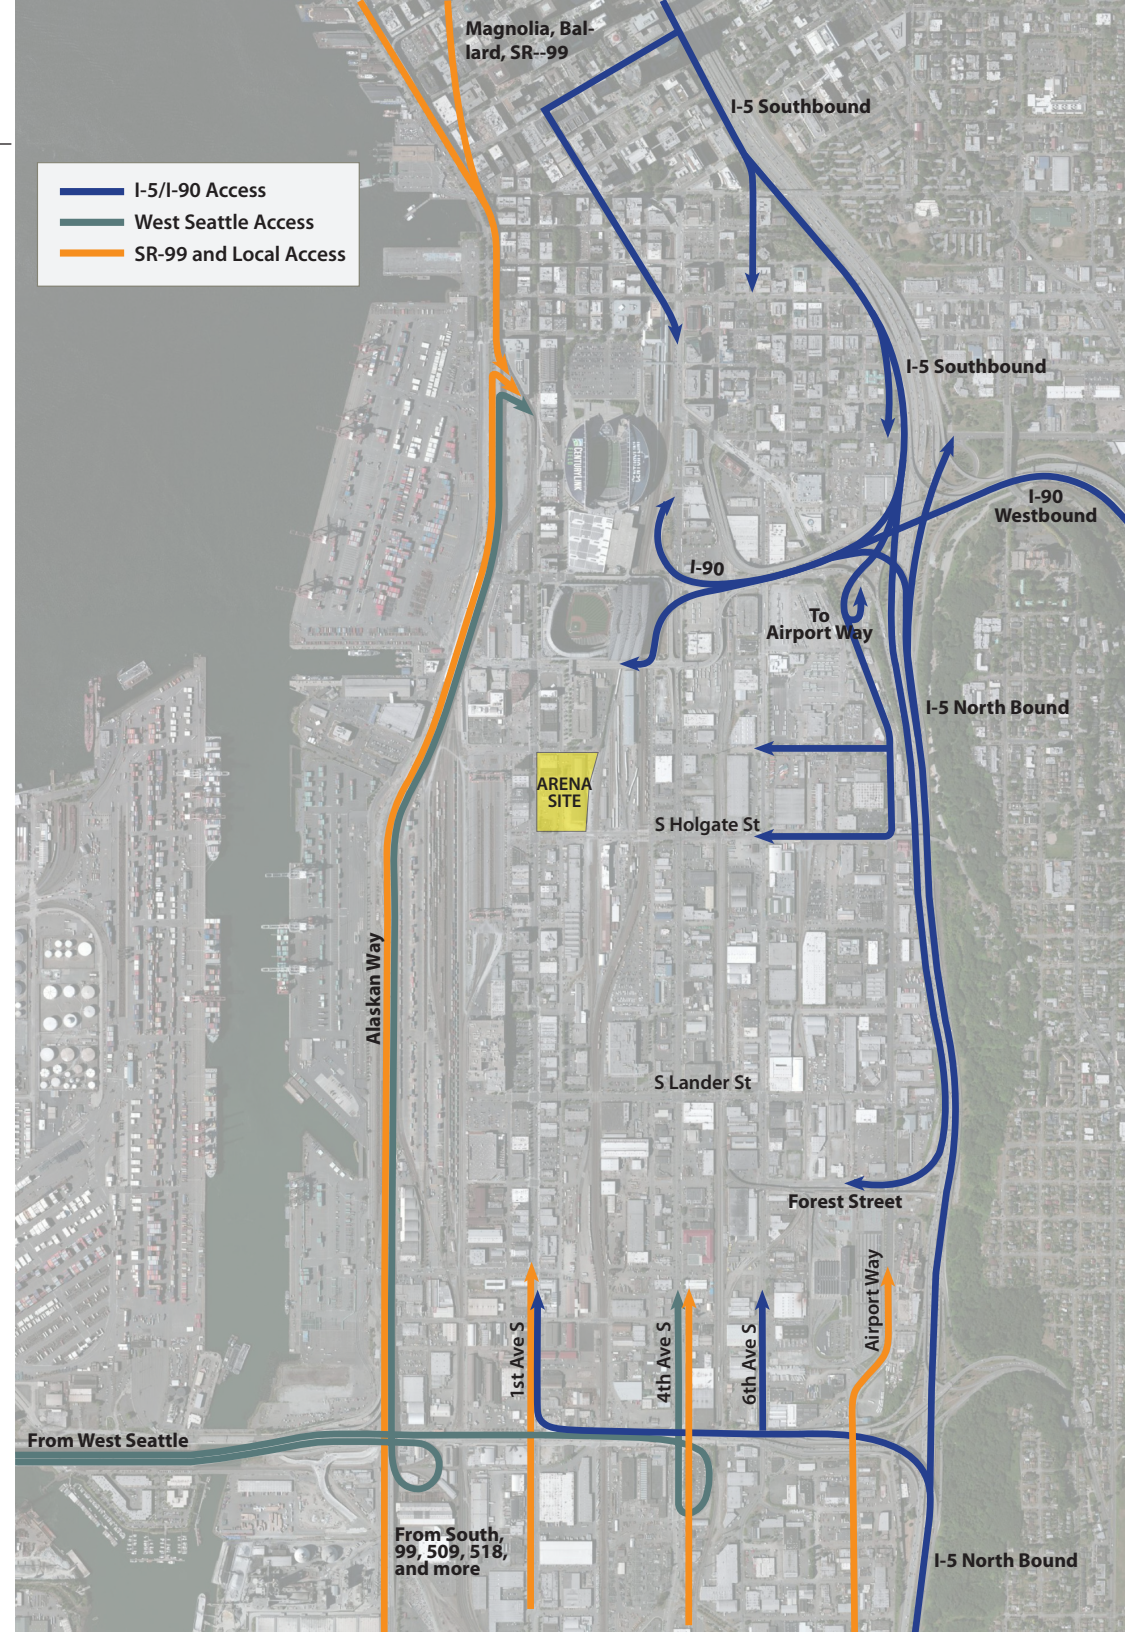 Magnolia, Bal-
lard, SR--99
I-5 Southbound
I-5/I-90 Access
West Seattle Access
SR-99 and Local Access
I-5 Southbound
CENTURYLINK
I-90
Westbound
I-90
To
Airport Way
I-5 North Bound
ARENA
SITE
S Holgate St
Alaskan Way
S Lander St
Forest Street
Airport Way
1st Ave S
4th Ave S
6th Ave S
From West Seattle
From South,
99, 509, 518,
and more
I-5 North Bound